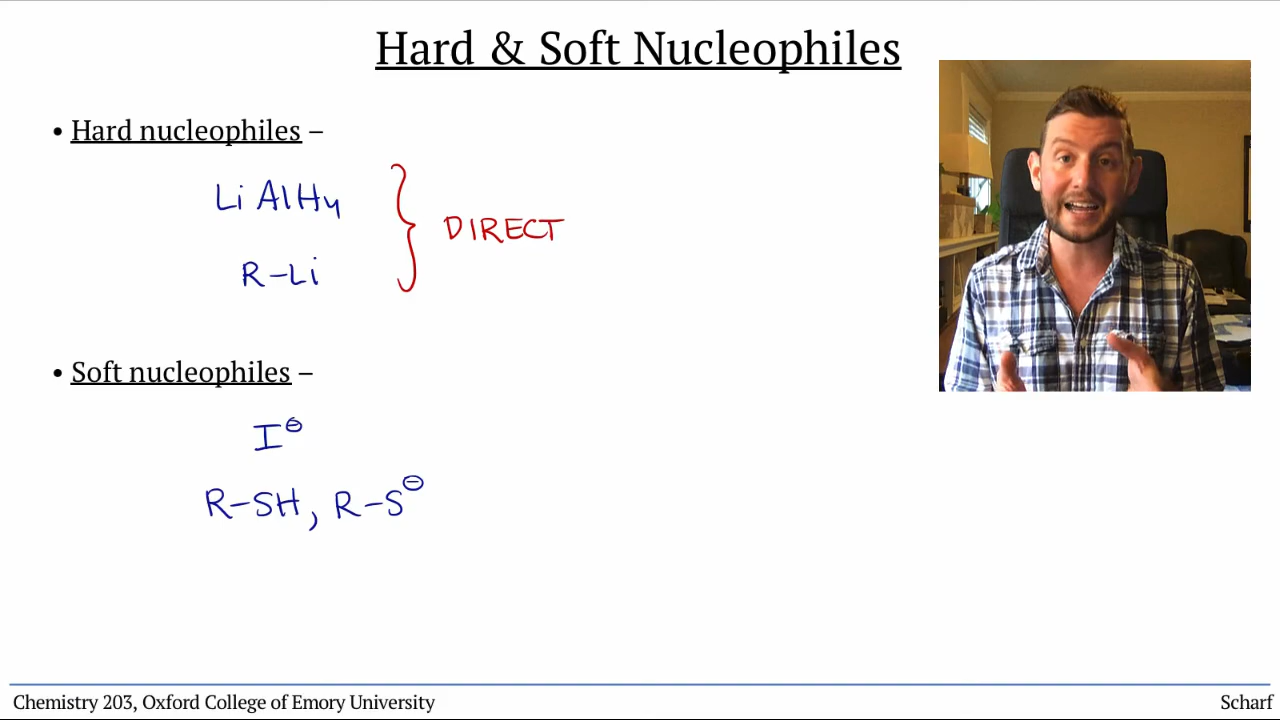 Hard & Soft Nucleophiles
• Hard nucleophiles –
LiAlH4
R-Li
DIRECT
• Soft nucleophiles –
I⊖
R-SH, R-S⊖
Chemistry 203, Oxford College of Emory University
Scharf